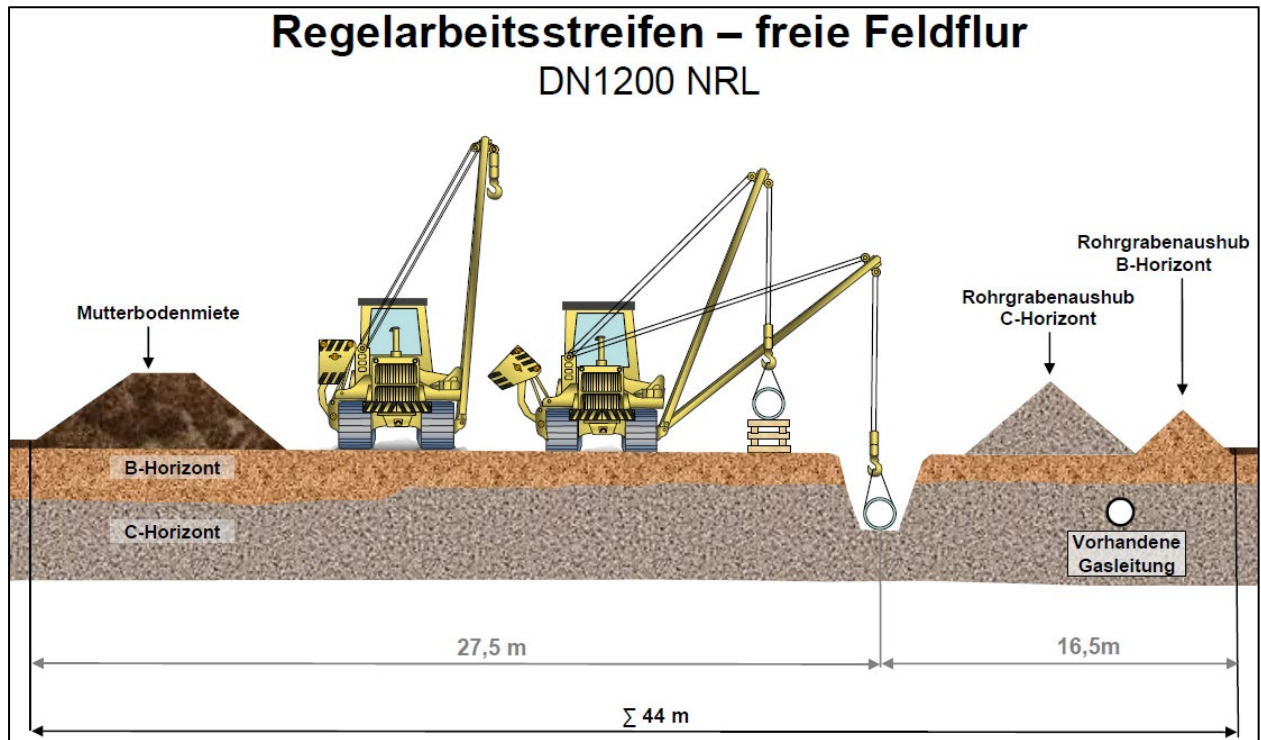 Regelarbeitsstreifen – freie Feldflur
DN1200 NRL
Rohrgrabenaushub
B-Horizont
Rohrgrabenaushub
C-Horizont
Mutterbodenmiete
B-Horizont
C-Horizont
Vorhandene
Gasleitung
27,5 m
16,5m
∑ 44 m